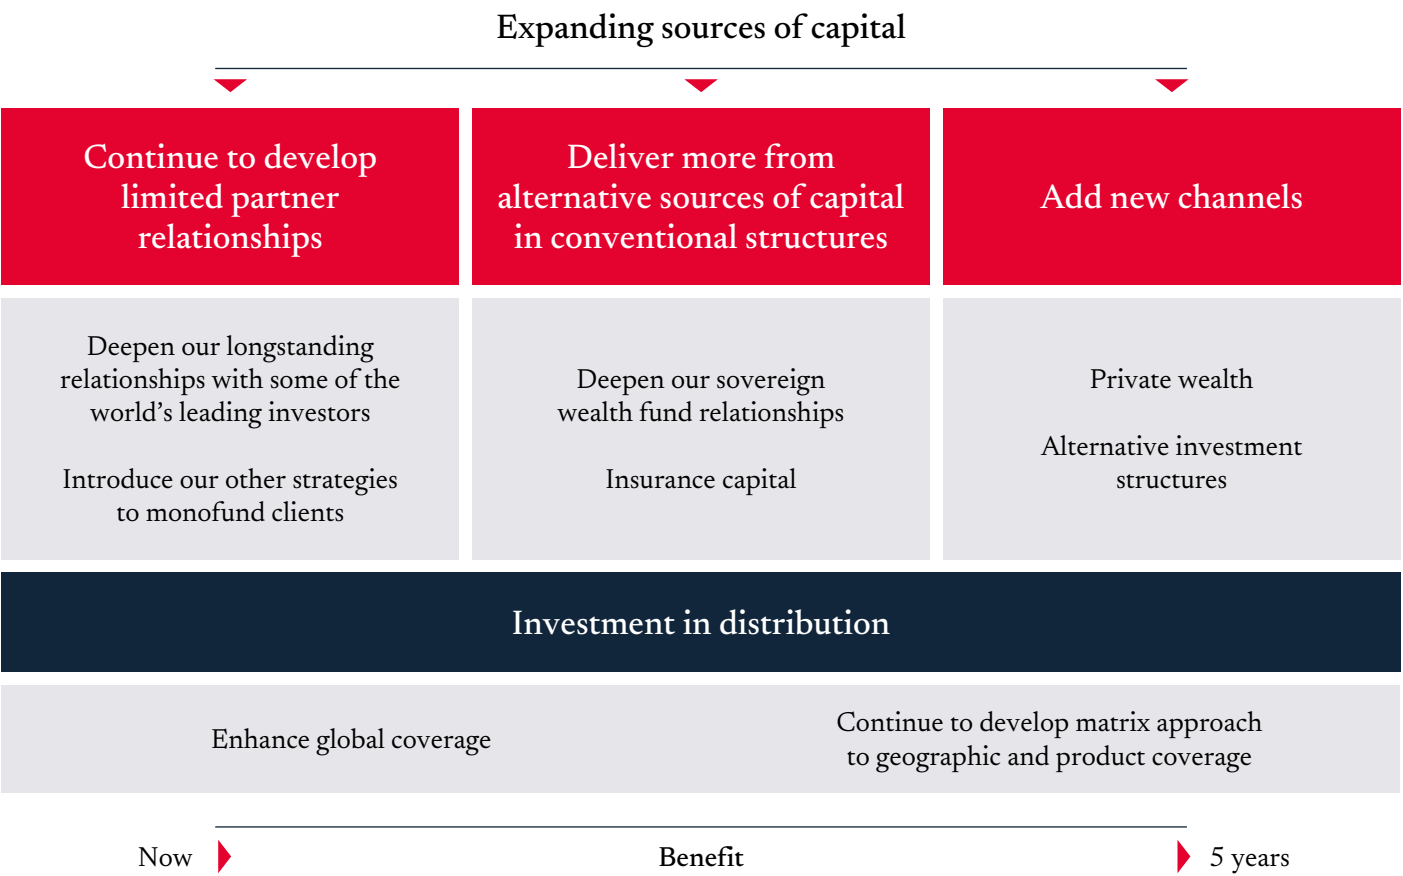 Expanding sources of capital
Continue to develop
limited partner
relationships
Deliver more from
alternative sources of capital
in conventional structures
Add new channels
Deepen our longstanding
relationships with some of the
world’s leading investors
Introduce our other strategies
to monofund clients
Deepen our sovereign
wealth fund relationships
Insurance capital
Private wealth
Alternative investment
structures
Investment in distribution
Enhance global coverage
Continue to develop matrix approach
to geographic and product coverage
Now
Benefit
5 years